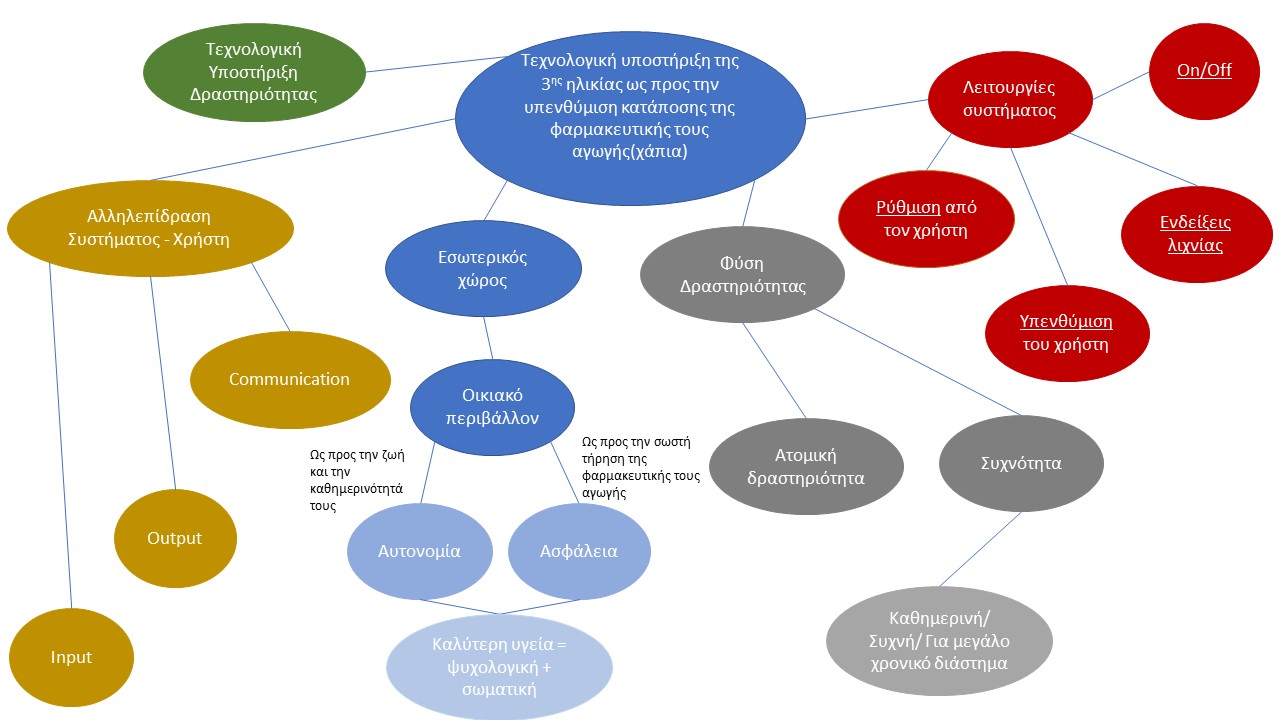 Τεχνολογική
Υποστήριξη
Δραστηριότητας
Τεχνολογική υποστήριξη της
3ης ηλικίας ως προς την
υπενθύμιση κατάποσης της
φαρμακευτικής τους
αγωγής(χάπια)
Λειτουργίες
συστήματος
On/Off
Ρύθμιση από
τον χρήστη
Ενδείξεις
λιχνίας
Υπενθύμιση
του χρήστη
Αλληλεπίδραση
Συστήματος - Χρήστη
Εσωτερικός
χώρος
Φύση
Δραστηριότητας
Communication
Οικιακό
περιβάλλον
Ως προς την ζωή
και την
καθημερινότητά
τους
Ως προς την σωστή
τήρηση της
φαρμακευτικής τους
αγωγής
Ατομική
δραστηριότητα
Συχνότητα
Output
Αυτονομία
Ασφάλεια
Input
Καλύτερη υγεία =
ψυχολογική +
σωματική
Καθημερινή/
Συχνή/ Για μεγάλο
χρονικό διάστημα